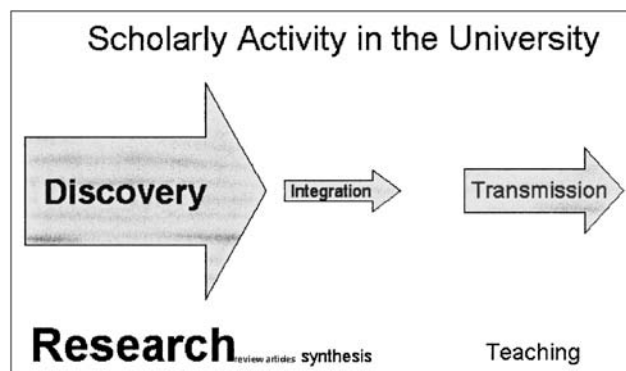 Scholarly Activity in the University
Discovery
Integration
Transmission
Research review articles synthesis
Teaching